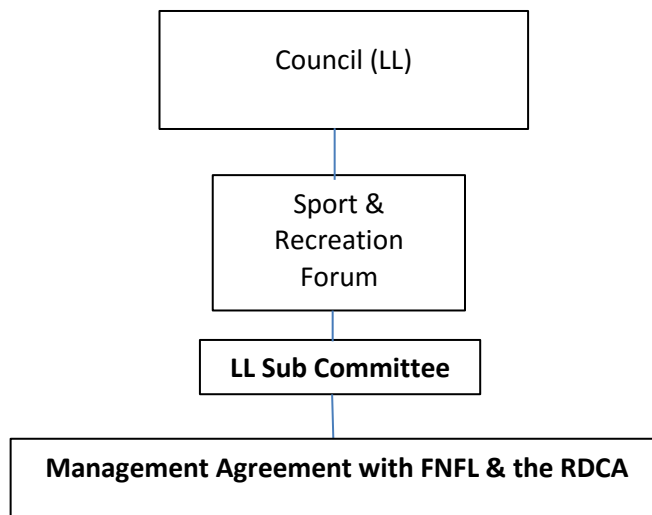 Council (LL)
Sport &
Recreation
Forum
LL Sub Committee
Management Agreement with FNFL & the RDCA